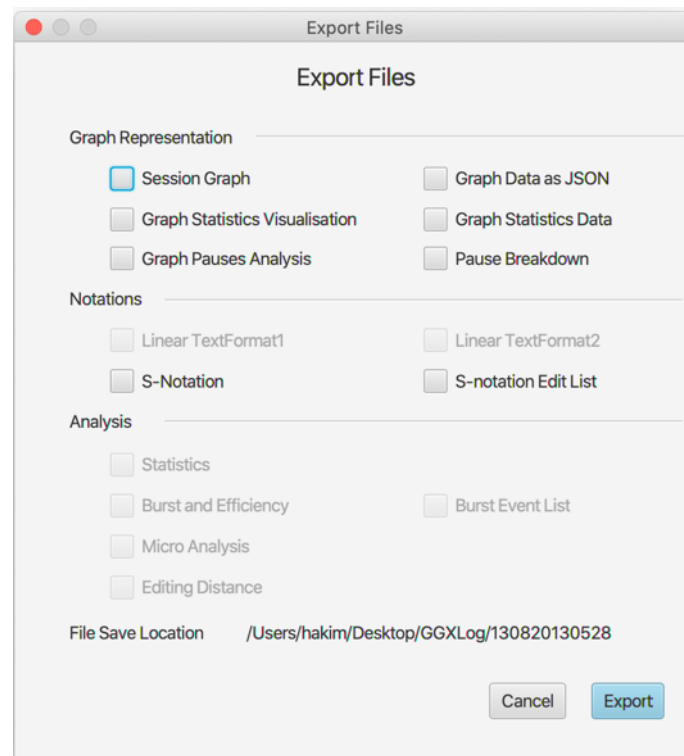 Export Files
Export Files
Graph Representation
Session Graph Graph Data as JSON
Graph Statistics Visualisation Graph Statistics Data
Graph Pauses Analysis Pause Breakdown
Notations
Linear TextFormat1 Linear TextFormat2
S-Notation S-notation Edit List
Analysis
Statistics
Burst and Efficiency Burst Event List
Micro Analysis
Editing Distance
File Save Location /Users/hakim/Desktop/GGXLog/130820130528
Cancel Export